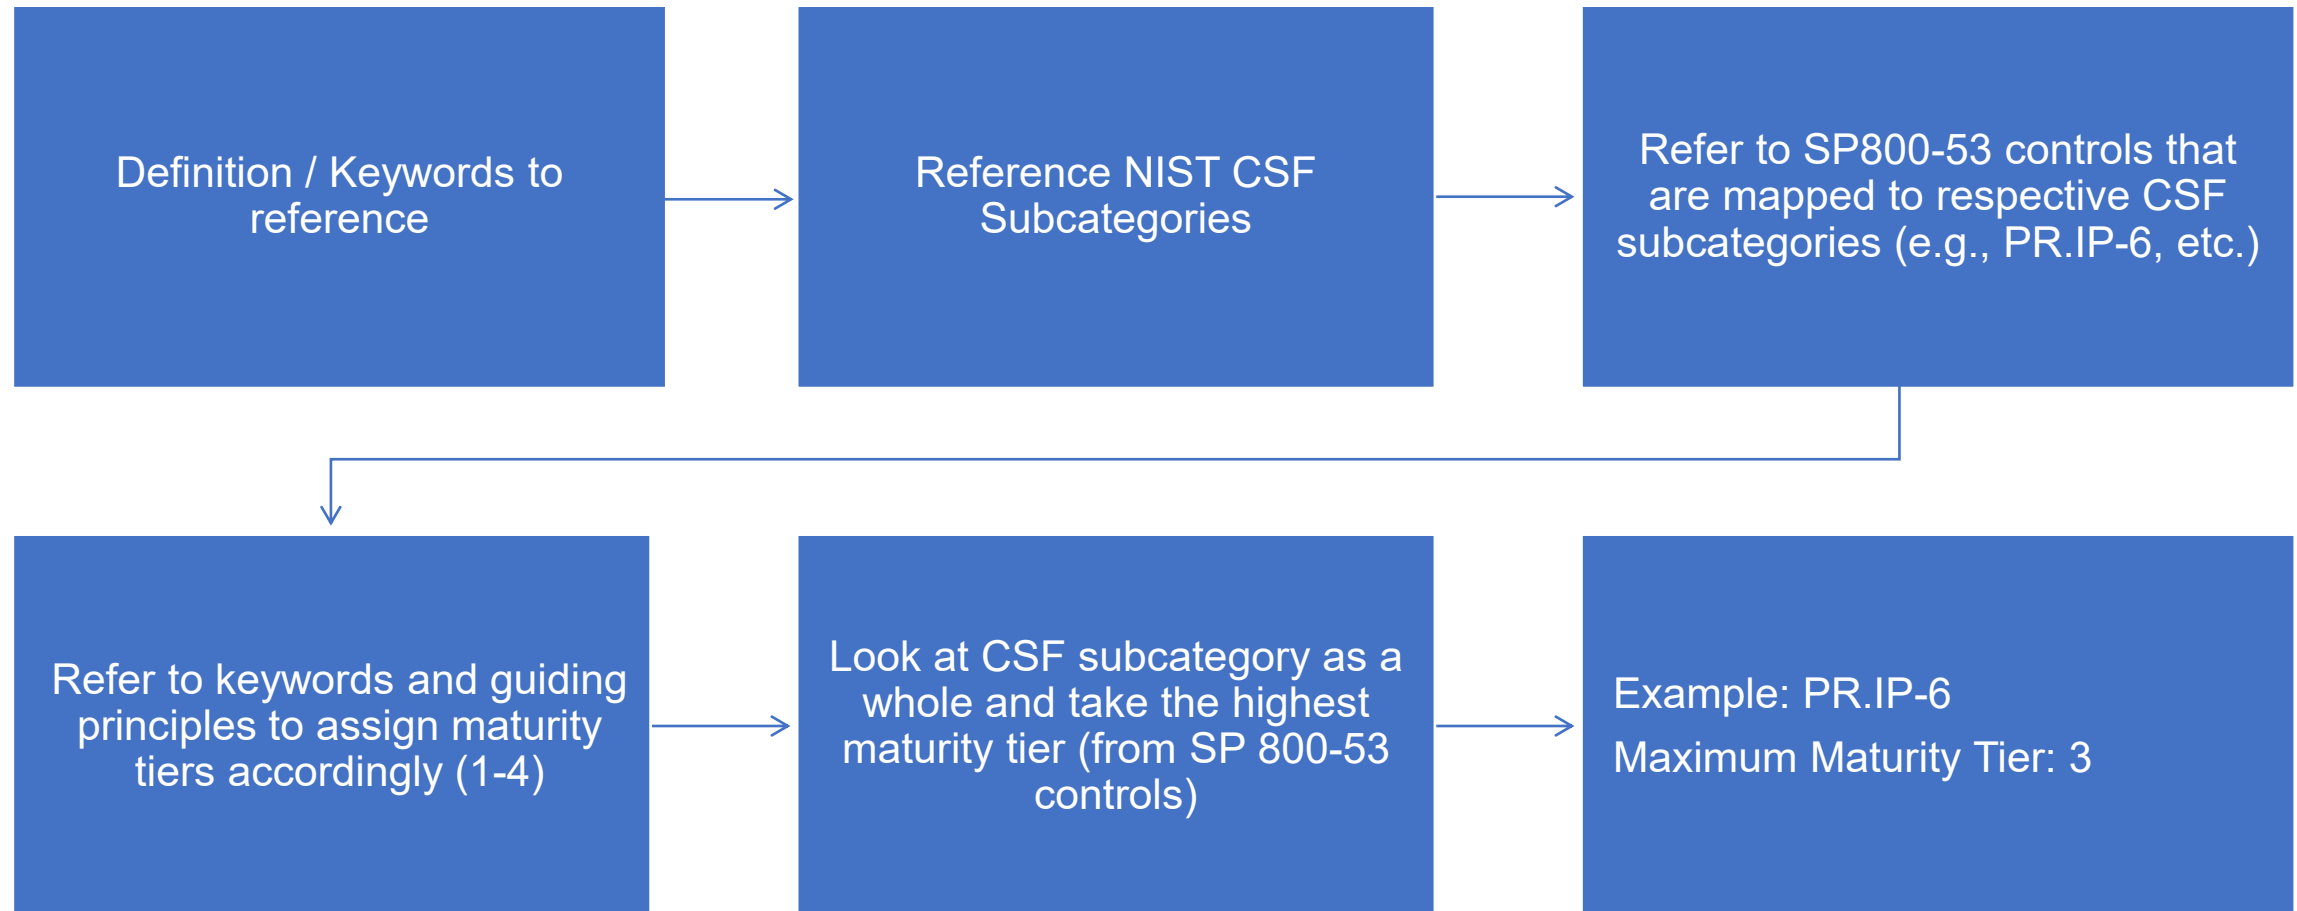 Definition / Keywords to
reference
Reference NIST CSF
Subcategories
Refer to SP800-53 controls that
are mapped to respective CSF
subcategories (e.g., PR.IP-6, etc.)
Refer to keywords and guiding
principles to assign maturity
tiers accordingly (1-4)
Look at CSF subcategory as a
whole and take the highest
maturity tier (from SP 800-53
controls)
Example: PR.IP-6
Maximum Maturity Tier: 3